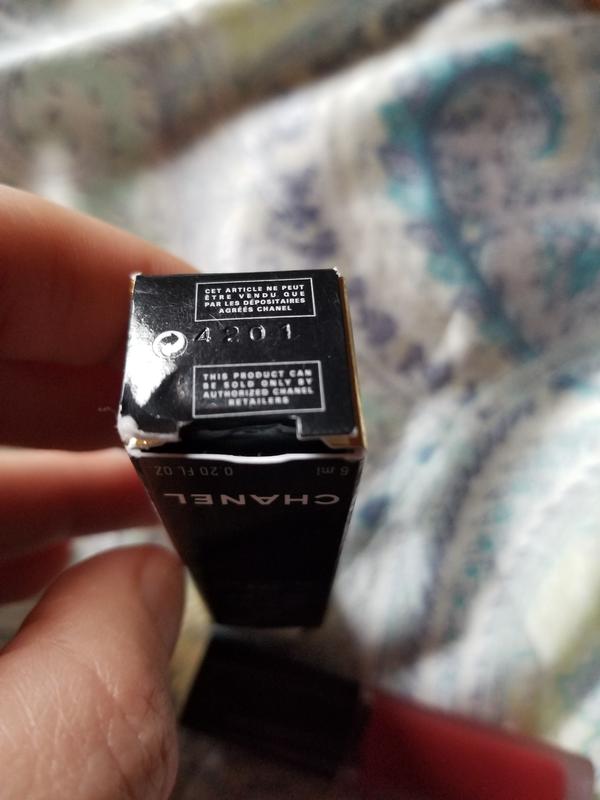 CET ARTICLE NE PEUT
ÊTRE VENDU QUE
PAR LES DÉPOSITAIRES
AGRÉÉS CHANEL
4201
THIS PRODUCT CAN
BE SOLD ONLY BY
AUTHORIZED CHANEL
RETAILERS
6 ml 0.20 FL OZ
CHANEL